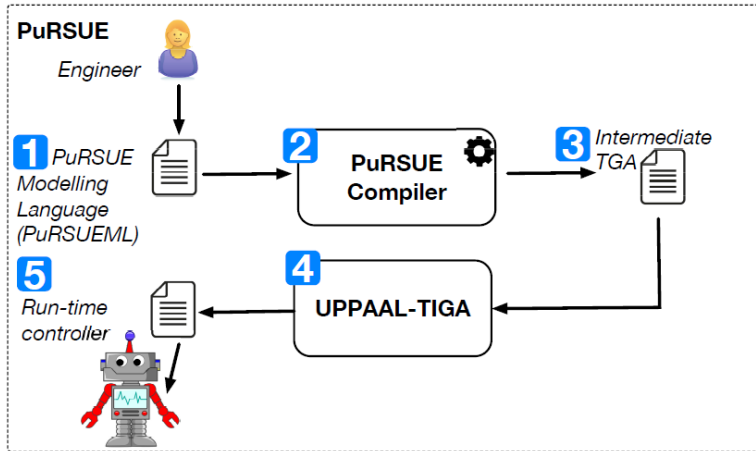 PuRSUE
Engineer
1 PuRSUE
Modelling
Language
(PuRSUEML)
2
PuRSUE
Compiler
3 Intermediate
TGA
5
Run-time
controller
4
UPPAAL-TIGA